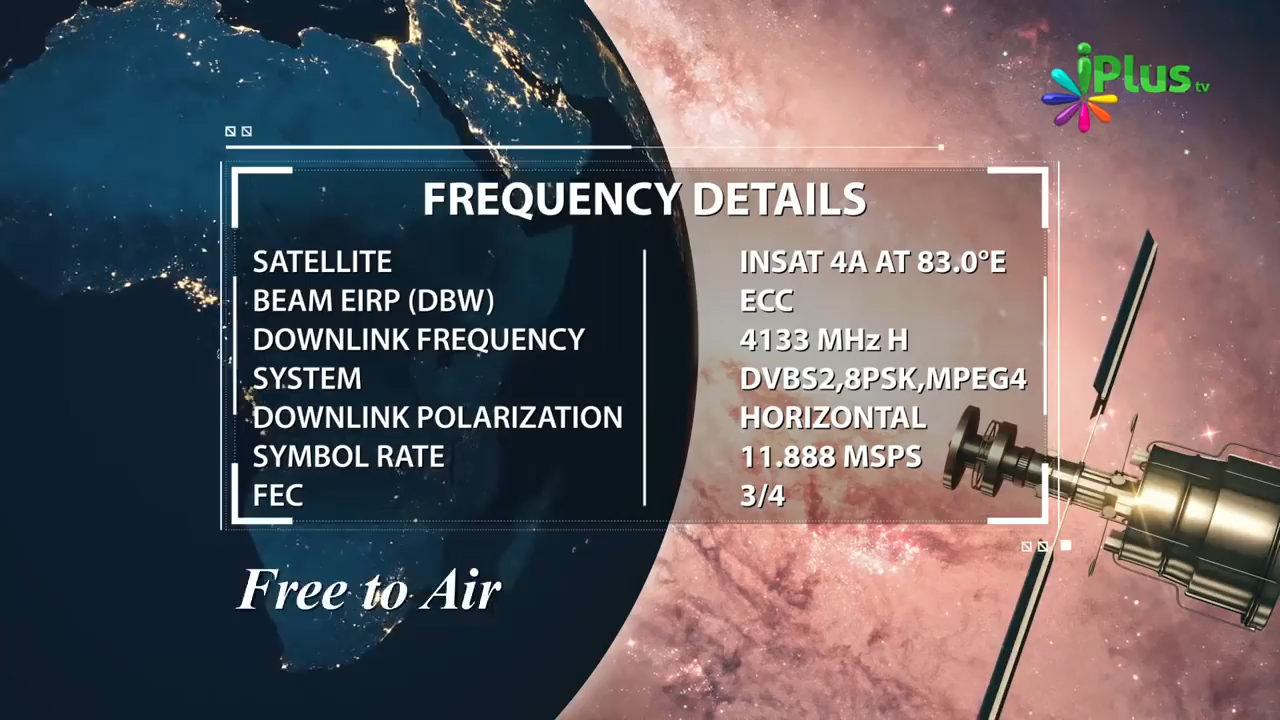 iPlus tv
FREQUENCY DETAILS
SATELLITE INSAT 4A AT 83.0°E
BEAM EIRP (DBW) ECC
DOWNLINK FREQUENCY 4133 MHz H
SYSTEM DVBS2,8PSK,MPEG4
DOWNLINK POLARIZATION HORIZONTAL
SYMBOL RATE 11.888 MSPS
FEC 3/4
Free to Air